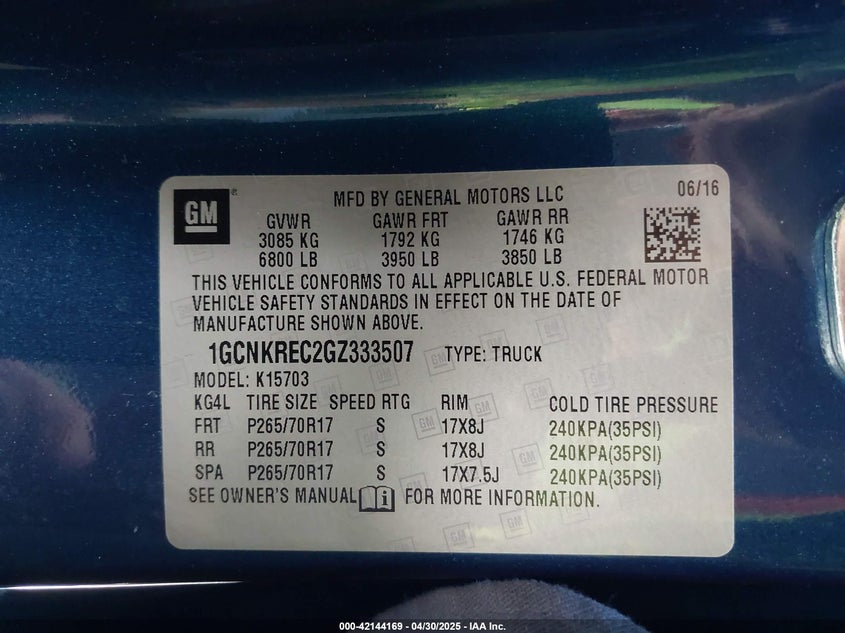 GM ®
MFD BY GENERAL MOTORS LLC 06/16
GVWR GAWR FRT GAWR RR
3085 KG 1792 KG 1746 KG
6800 LB 3950 LB 3850 LB
THIS VEHICLE CONFORMS TO ALL APPLICABLE U.S. FEDERAL MOTOR
VEHICLE SAFETY STANDARDS IN EFFECT ON THE DATE OF
MANUFACTURE SHOWN ABOVE.
1GCNKREC2GZ333507 TYPE: TRUCK
MODEL: K15703
KG4L TIRE SIZE SPEED RTG RIM COLD TIRE PRESSURE
FRT P265/70R17 S 17X8J 240KPA(35PSI)
RR P265/70R17 S 17X8J 240KPA(35PSI)
SPA P265/70R17 S 17X7.5J 240KPA(35PSI)
SEE OWNER'S MANUAL i FOR MORE INFORMATION.
000-42144169 - 04/30/2025 - IAA Inc.